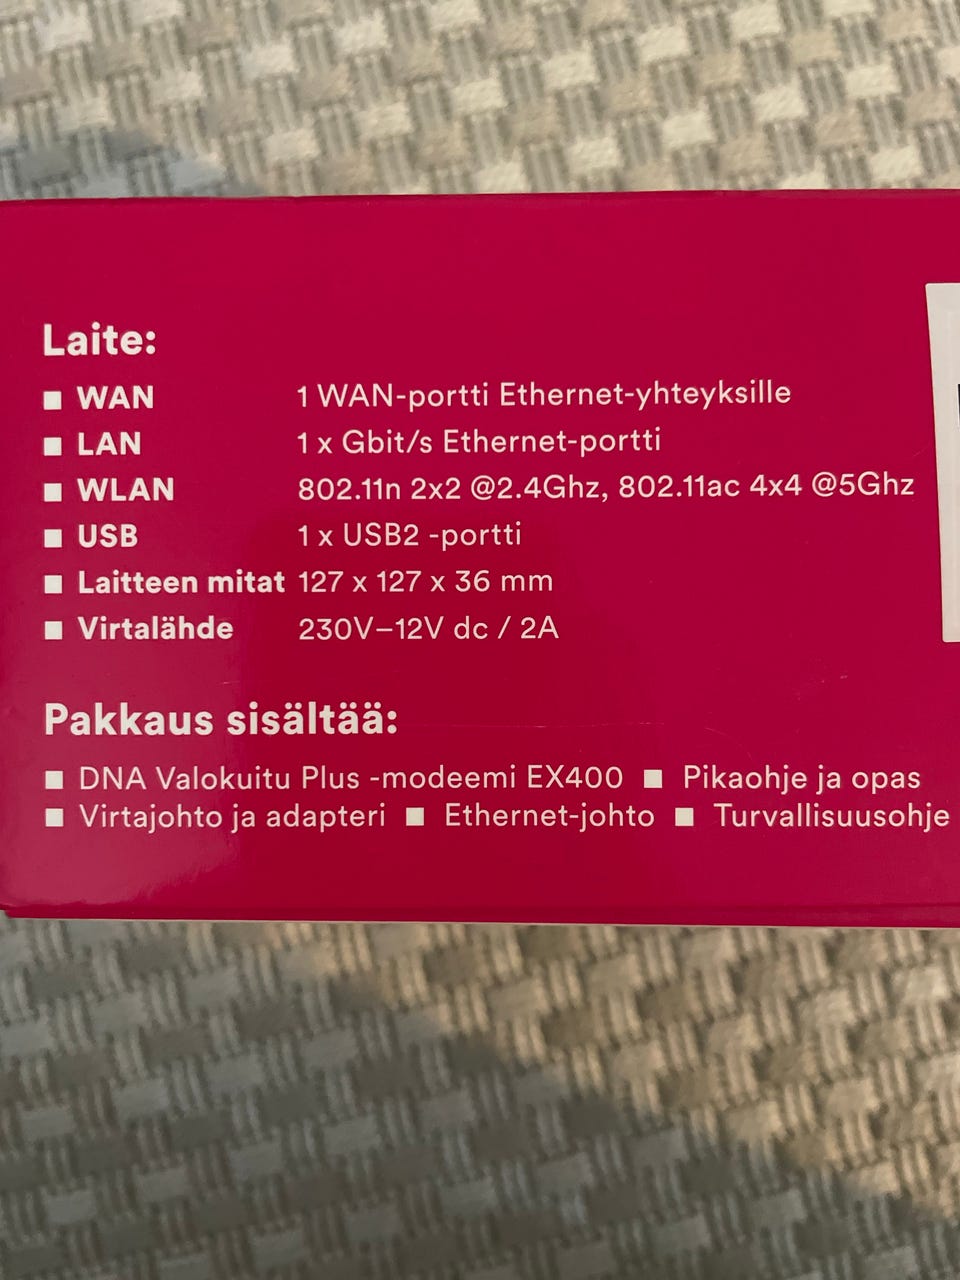 Laite:
■ WAN 1 WAN-portti Ethernet-yhteyksille
■ LAN 1 x Gbit/s Ethernet-portti
■ WLAN 802.11n 2x2 @2.4Ghz, 802.11ac 4x4 @5Ghz
■ USB 1 x USB2 -portti
■ Laitteen mitat 127 x 127 x 36 mm
■ Virtalähde 230V–12V dc / 2A
Pakkaus sisältää:
■ DNA Valokuitu Plus -modeemi EX400 ■ Pikaohje ja opas
■ Virtajohto ja adapteri ■ Ethernet-johto ■ Turvallisuusohje